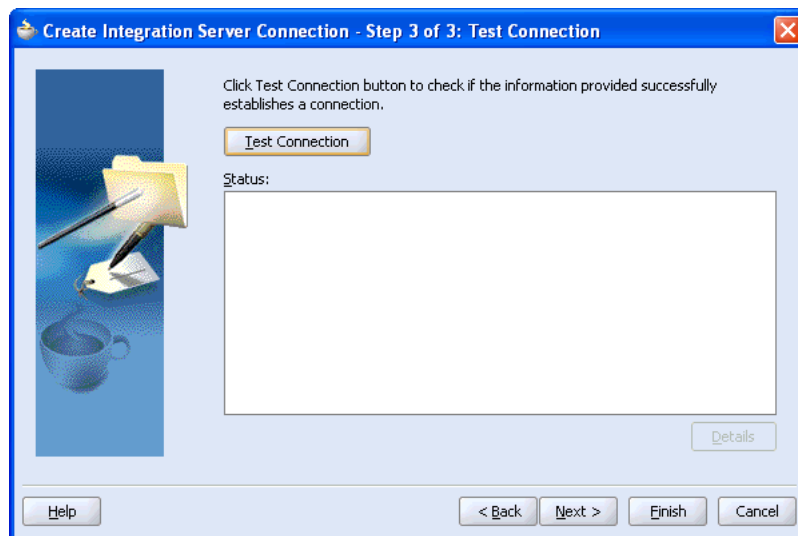 Create Integration Server Connection - Step 3 of 3: Test Connection
Click Test Connection button to check if the information provided successfully
establishes a connection.
Test Connection
Status:
Details
Help
< Back
Next >
Finish
Cancel